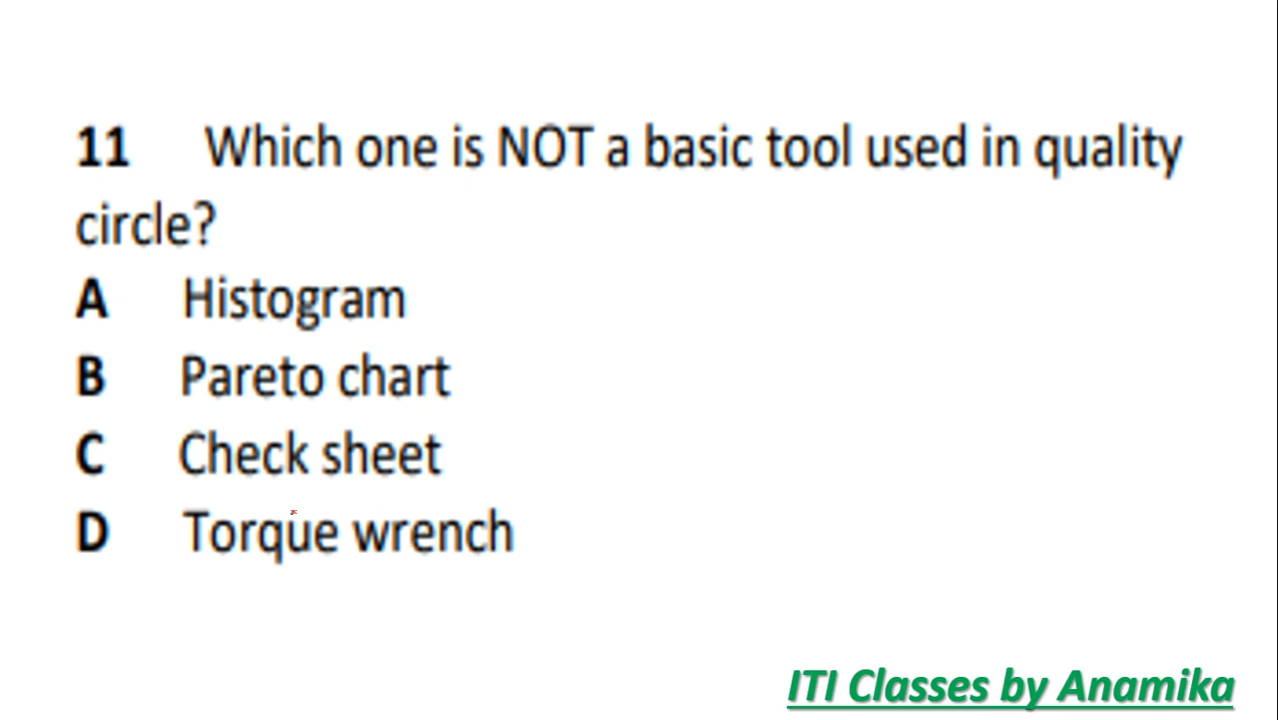 11 Which one is NOT a basic tool used in quality
circle?
A Histogram
B Pareto chart
C Check sheet
D Torque wrench
ITI Classes by Anamika